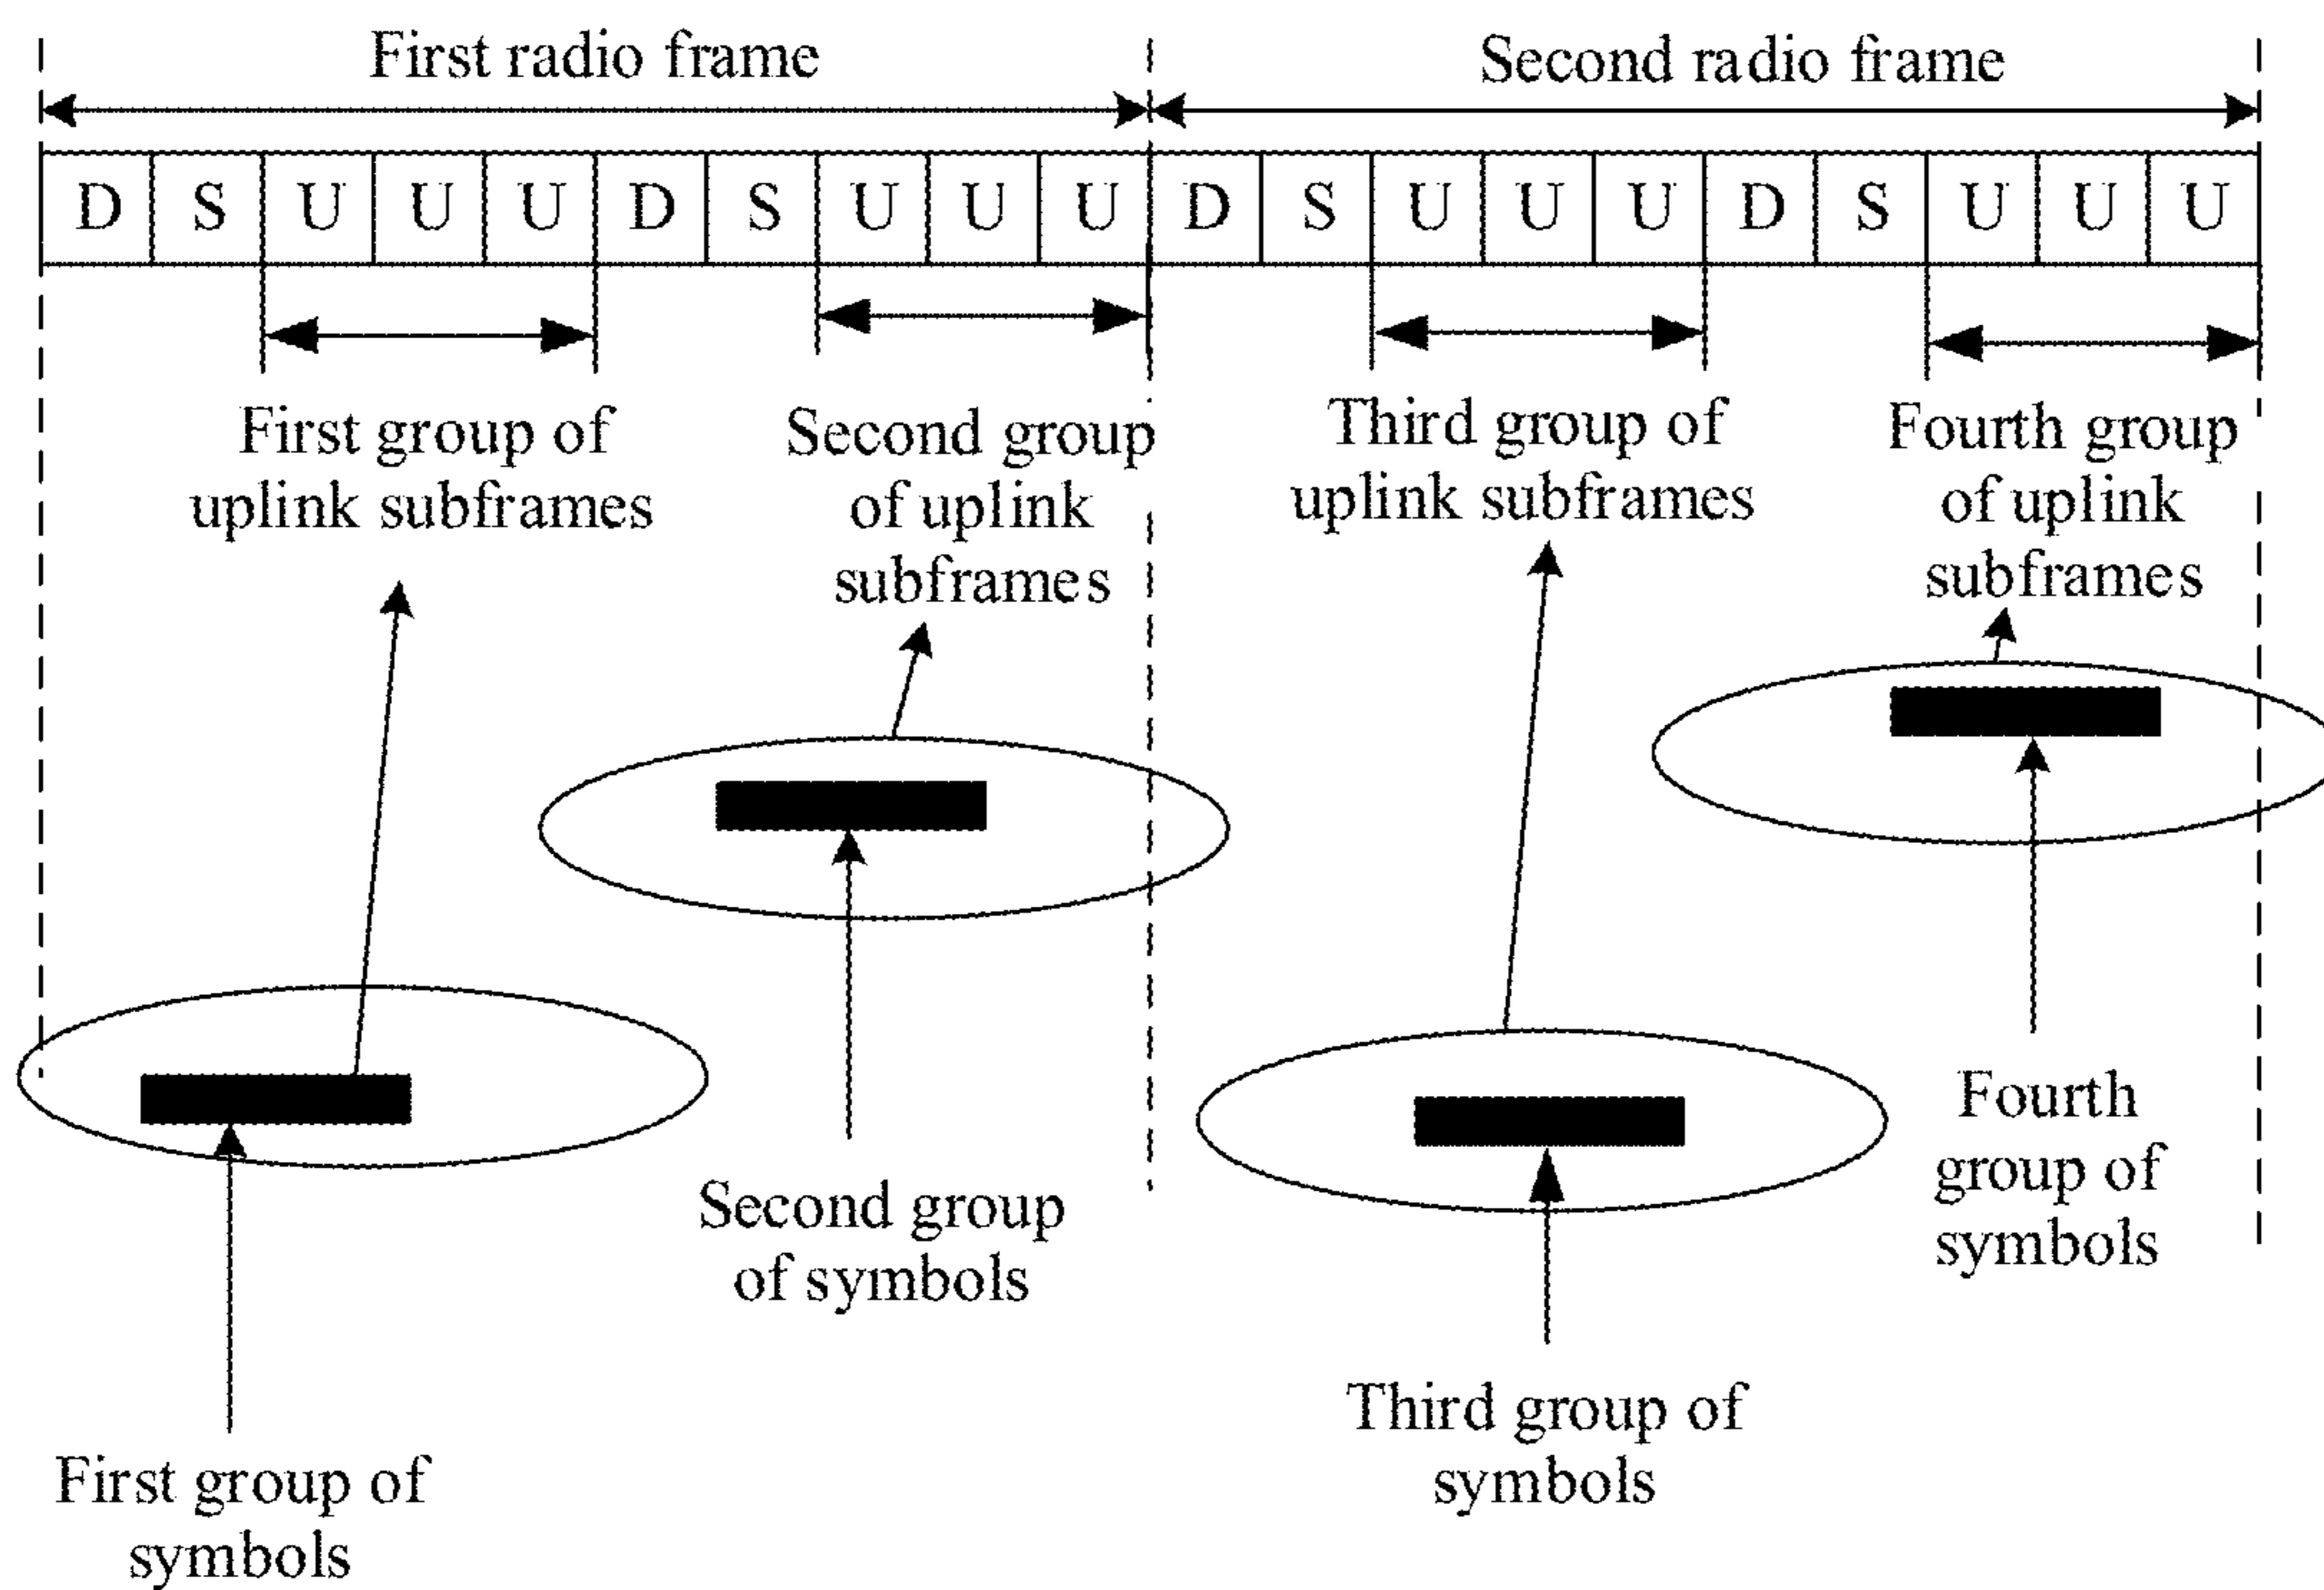 First radio frame
Second radio frame
D S U U U D S U U U D S U U U D S U U U
First group of
uplink subframes
Second group
of uplink
subframes
Third group of
uplink subframes
Fourth group
of uplink
subframes
First group of
symbols
Second group
of symbols
Third group of
symbols
Fourth
group of
symbols